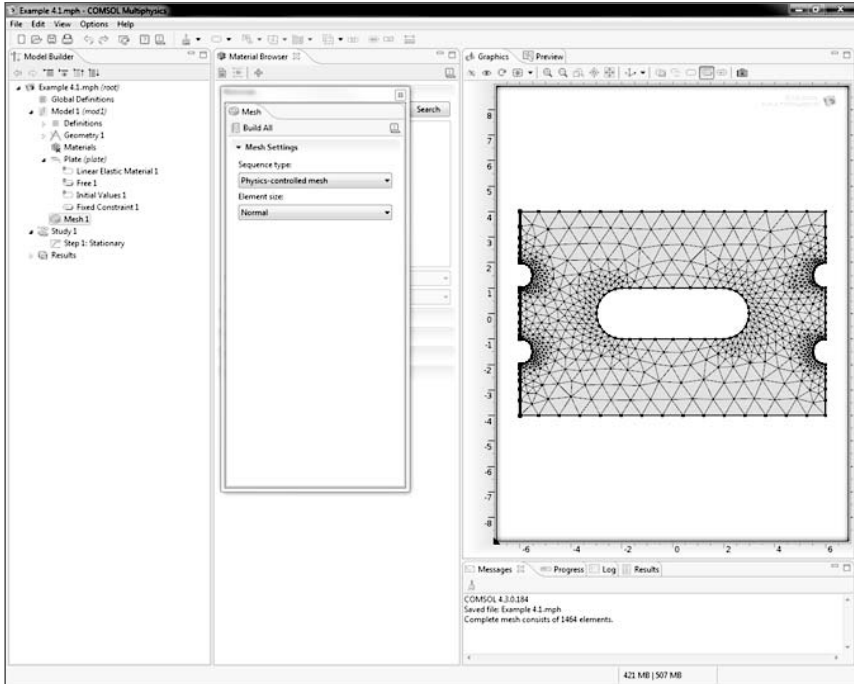 Example 4.1.mph - COMSOL Multiphysics
File Edit View Options Help
Model Builder
Example 4.1.mph (root)
Global Definitions
Model 1 (mod1)
Definitions
Geometry 1
Materials
Plate (plate)
Linear Elastic Material 1
Free 1
Initial Values 1
Fixed Constraint 1
Mesh 1
Study 1
Step 1: Stationary
Results
Material Browser
Search
Mesh
Build All
Mesh Settings
Sequence type:
Physics-controlled mesh
Element size:
Normal
Graphics Preview
8
7
6
5
4
3
2
1
0
-1
-2
-3
-4
-5
-6
-7
-8
-6 -4 -2 0 2 4 6
Messages Progress Log Results
COMSOL 4.3.0.184
Saved file: Example 4.1.mph
Complete mesh consists of 1464 elements.
421 MB | 507 MB